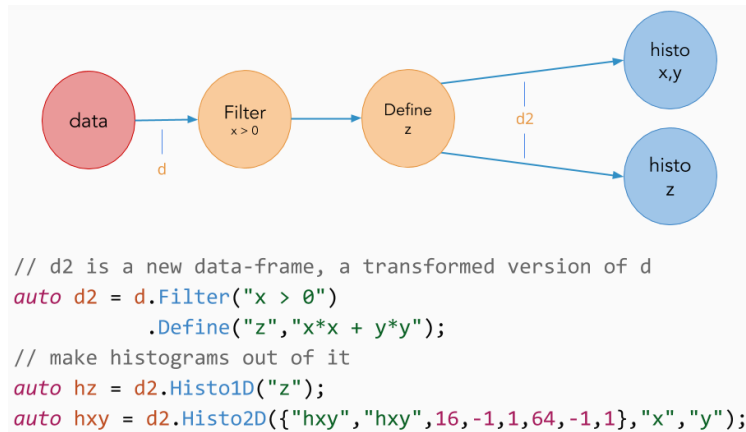 histo
x,y
data
Filter
x > 0
Define
z
d
d2
histo
z
// d2 is a new data-frame, a transformed version of d
auto d2 = d.Filter("x > 0")
.Define("z","x*x + y*y");
// make histograms out of it
auto hz = d2.Histo1D("z");
auto hxy = d2.Histo2D({"hxy","hxy",16,-1,1,64,-1,1},"x","y");